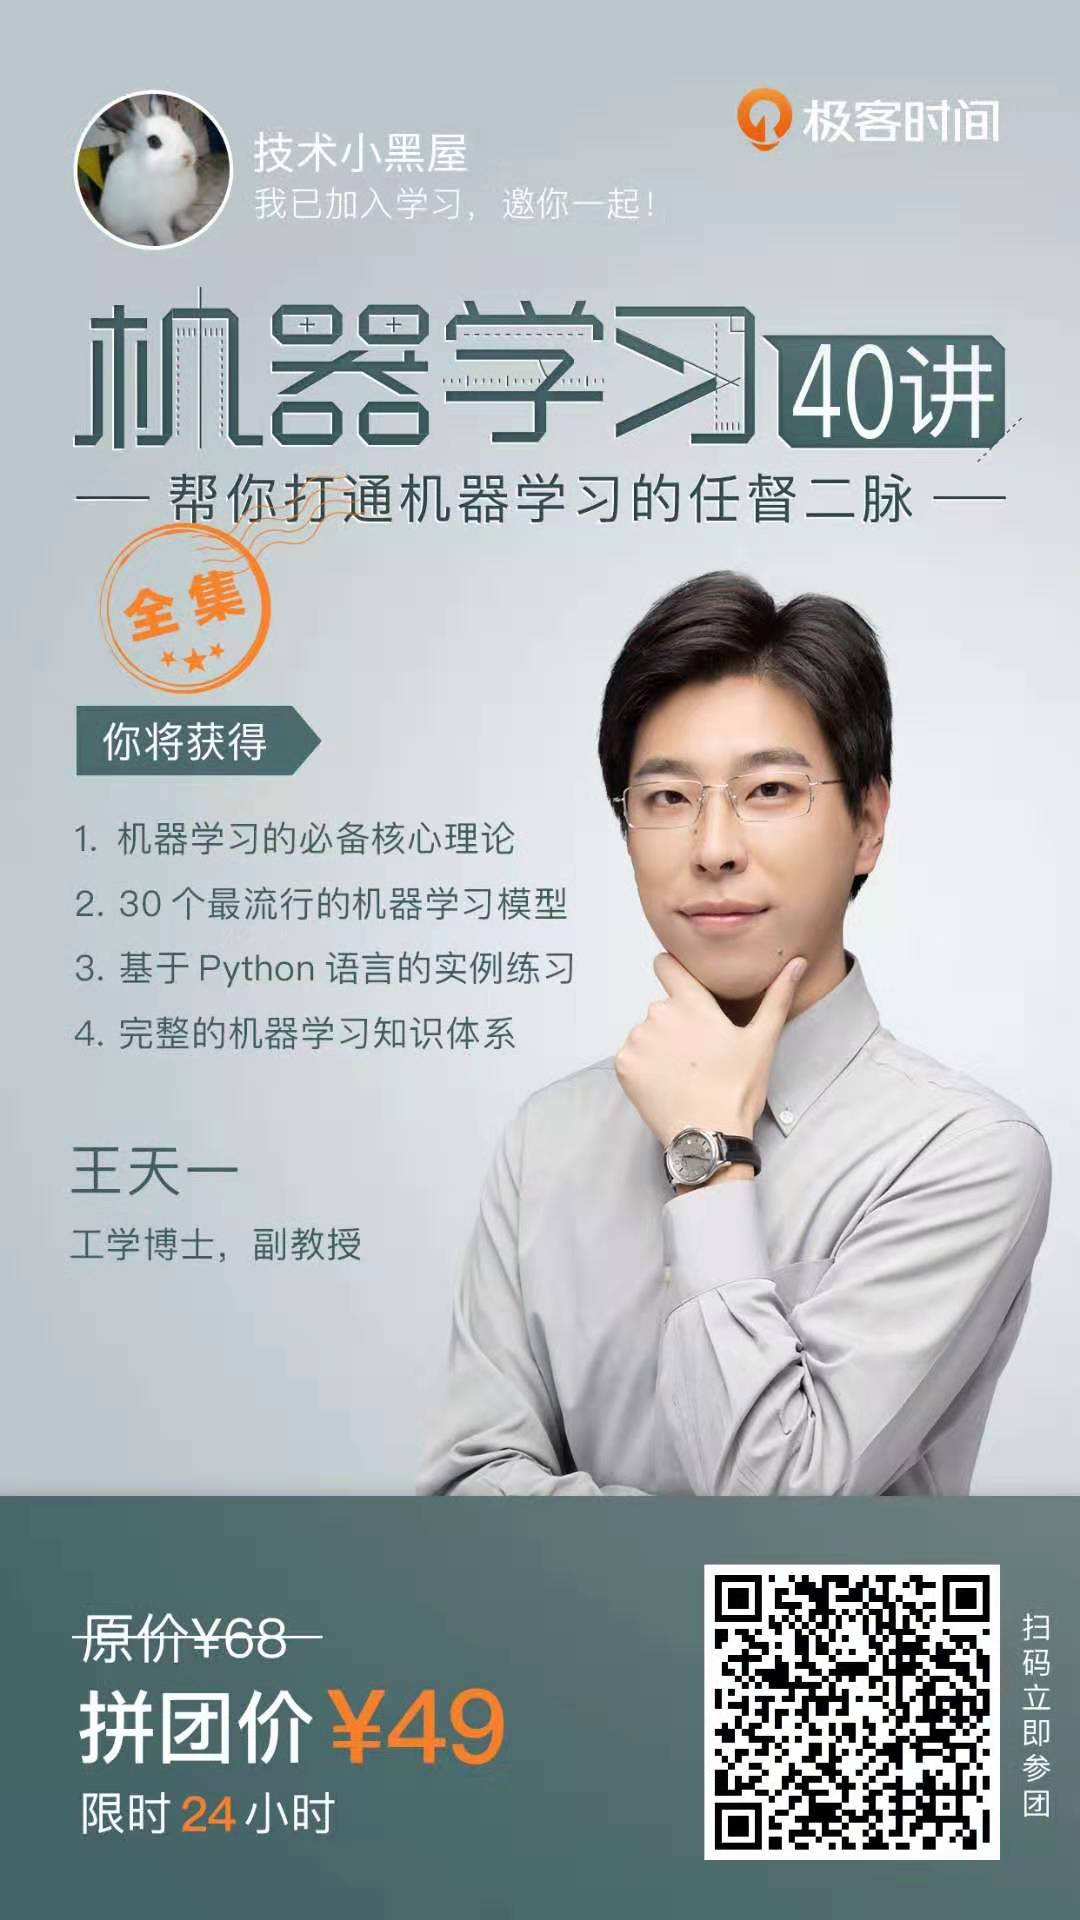 极客时间
技术小黑屋
我已加入学习，邀你一起！
机器学习 40讲
帮你打通机器学习的任督二脉
全集
你将获得
1. 机器学习的必备核心理论
2. 30 个最流行的机器学习模型
3. 基于 Python 语言的实例练习
4. 完整的机器学习知识体系
王天一
工学博士，副教授
原价¥68
拼团价 ¥49
限时 24 小时
扫码立即参团